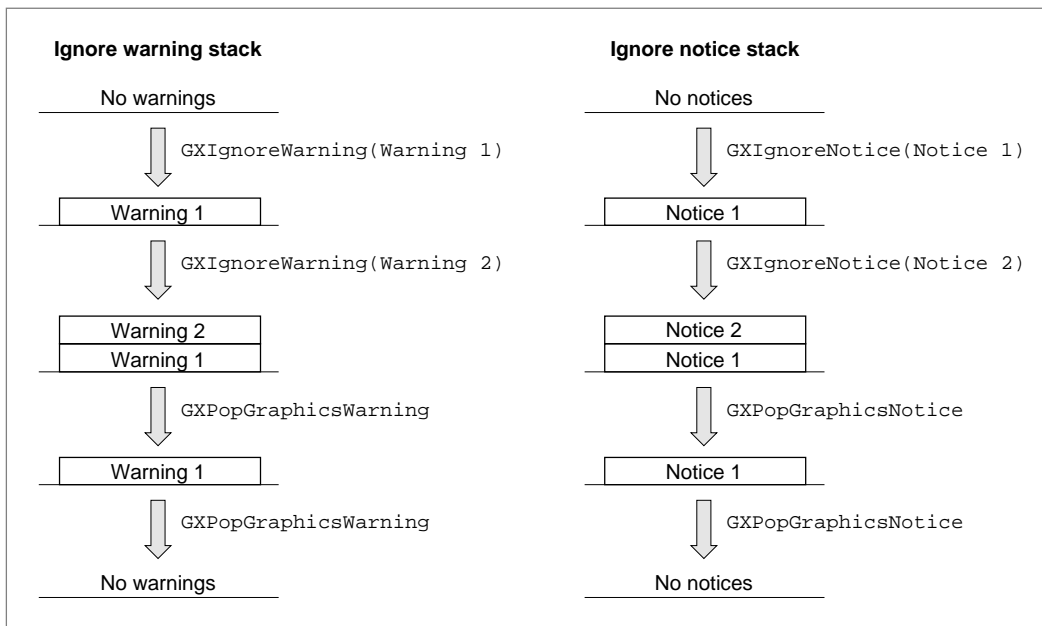 Ignore warning stack
No warnings
GXIgnoreWarning(Warning 1)
Warning 1
GXIgnoreWarning(Warning 2)
Warning 2
Warning 1
GXPopGraphicsWarning
Warning 1
GXPopGraphicsWarning
No warnings
Ignore notice stack
No notices
GXIgnoreNotice(Notice 1)
Notice 1
GXIgnoreNotice(Notice 2)
Notice 2
Notice 1
GXPopGraphicsNotice
Notice 1
GXPopGraphicsNotice
No notices